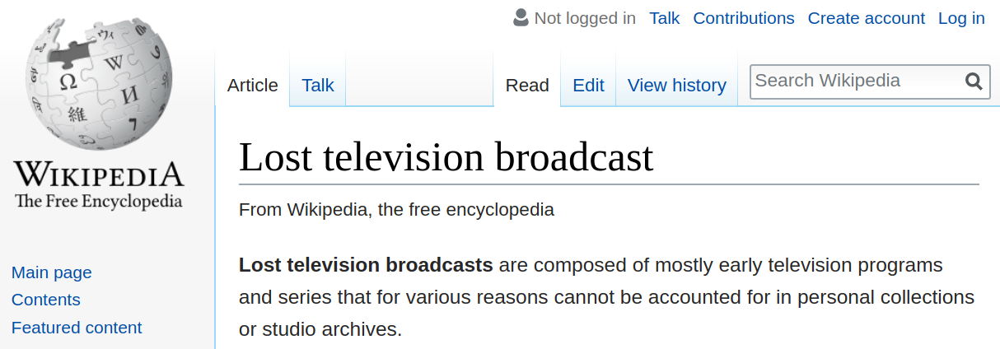 Not logged in Talk Contributions Create account Log in
Article Talk Read Edit View history Search Wikipedia
Ω W И 維 ウィ
WIKIPEDIA
The Free Encyclopedia
Main page
Contents
Featured content
Lost television broadcast
From Wikipedia, the free encyclopedia
Lost television broadcasts are composed of mostly early television programs
and series that for various reasons cannot be accounted for in personal collections
or studio archives.